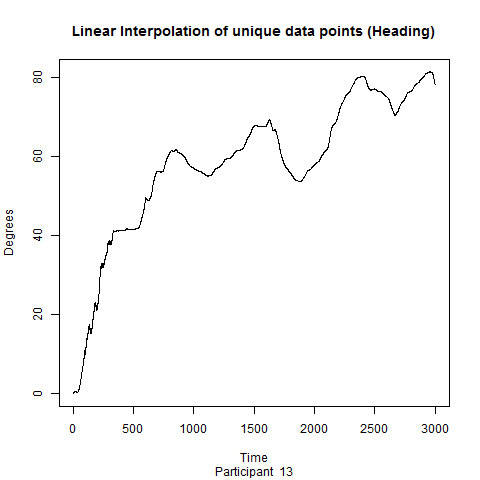 Linear Interpolation of unique data points (Heading)
80
60
40
20
0
Degrees
0 500 1000 1500 2000 2500 3000
Time
Participant 13